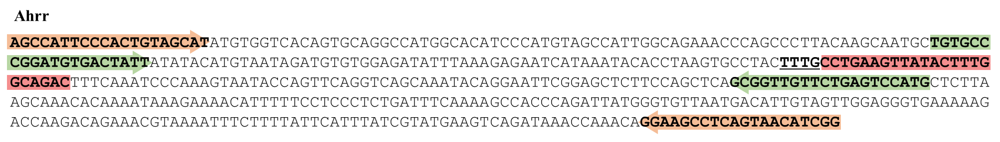 Ahrr
AGCCATTCCCACTGTAGCATATGTGGTCACAGTGCAGGCCATGGCACATCCCATGTAGCCATTGGCAGAAACCCAGCCCTTACAAGCAATGCTGTGCC
CGGATGTGACTATTATATACATGTAATAGATGTGTGGAGATATTTAAAGAGAATCATAAATACACCTAAGTGCCTACTTTGCCTGAAGTTATACTTTG
GCAGACTTTCAAATCCCAAAGTAATACCAGTTCAGGTCAGCAAATACAGGAATTCGGAGCTCTTCCAGCTCAGCGGTTGTTCTGAGTCCATGCTCTTA
AGCAAACACAAAATAAAGAAAACATTTTTCCTCCCTCTGATTTCAAAAGCCACCCAGATTATGGGTGTTAATGACATTGTAGTTGGAGGGTGAAAAAG
ACCAAGACAGAAACGTAAAATTTCTTTTATTCATTTATCGTATGAAGTCAGATAAACCAAACAGGAAGCCTCAGTAACATCGG